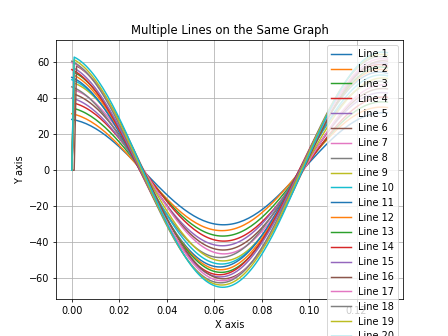 Multiple Lines on the Same Graph
Y axis
60
40
20
0
−20
−40
−60
0.00
0.02
0.04
0.06
0.08
0.10
X axis
Line 1
Line 2
Line 3
Line 4
Line 5
Line 6
Line 7
Line 8
Line 9
Line 10
Line 11
Line 12
Line 13
Line 14
Line 15
Line 16
Line 17
Line 18
Line 19
Line 20